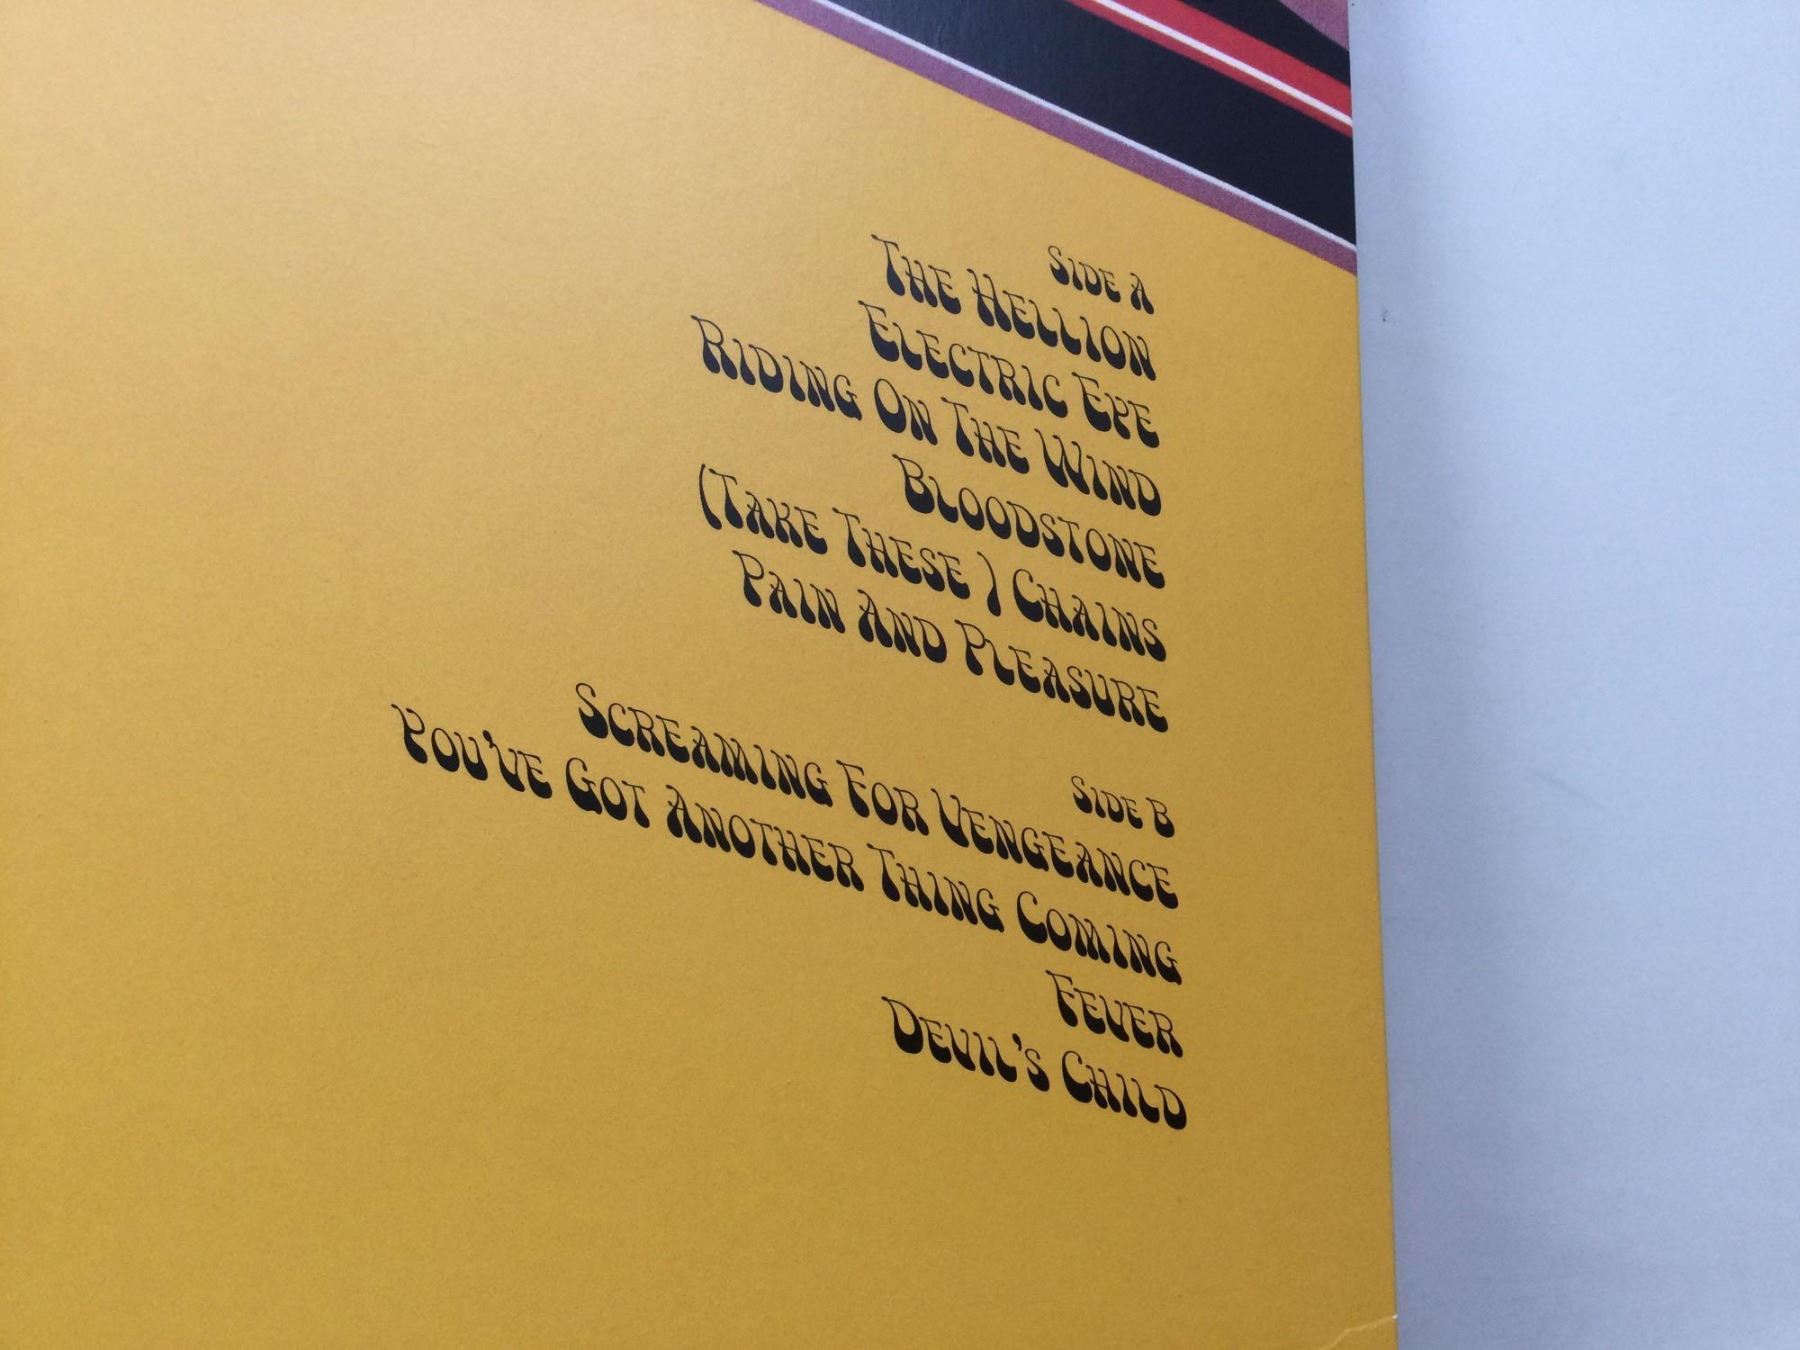 Side A
The Hellion
Electric Eye
Riding On The Wind
Bloodstone
(Take These ) Chains
Pain And Pleasure
Side B
Screaming For Vengeance
You've Got Another Thing Coming
Fever
Devil's Child